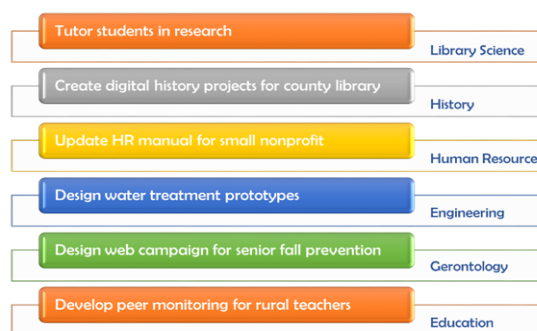 Tutor students in research
Library Science
Create digital history projects for county library
History
Update HR manual for small nonprofit
Human Resource
Design water treatment prototypes
Engineering
Design web campaign for senior fall prevention
Gerontology
Develop peer monitoring for rural teachers
Education